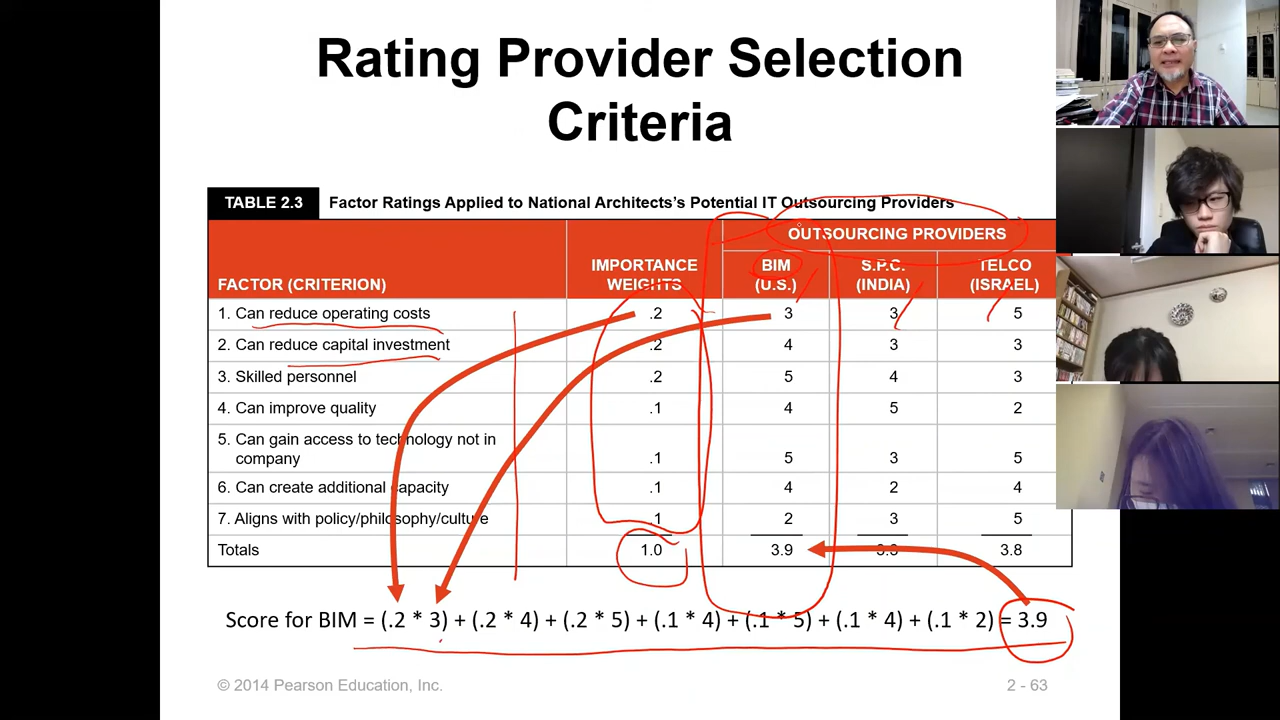 Rating Provider Selection
Criteria
TABLE 2.3 Factor Ratings Applied to National Architects's Potential IT Outsourcing Providers
OUTSOURCING PROVIDERS
FACTOR (CRITERION) IMPORTANCE WEIGHTS BIM (U.S.) S.P.C. (INDIA) TELCO (ISRAEL)
1. Can reduce operating costs .2 3 3 5
2. Can reduce capital investment .2 4 3 3
3. Skilled personnel .2 5 4 3
4. Can improve quality .1 4 5 2
5. Can gain access to technology not in
company .1 5 3 5
6. Can create additional capacity .1 4 2 4
7. Aligns with policy/philosophy/culture .1 2 3 5
Totals 1.0 3.9 3.8
Score for BIM = (.2 * 3) + (.2 * 4) + (.2 * 5) + (.1 * 4) + (.1 * 5) + (.1 * 4) + (.1 * 2) = 3.9
© 2014 Pearson Education, Inc. 2 - 63